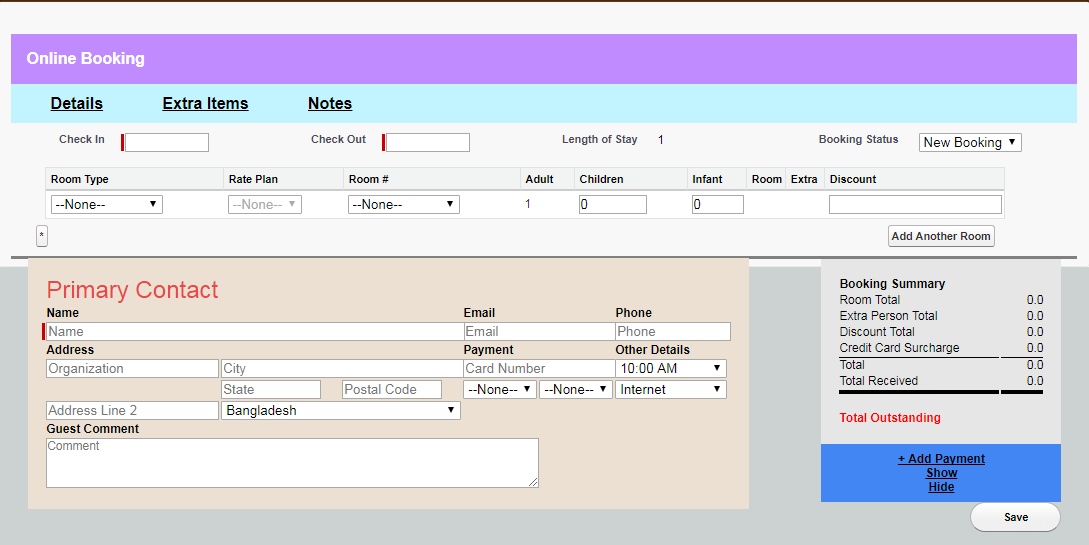 Online Booking
Details Extra Items Notes
Check In Check Out Length of Stay 1 Booking Status New Booking
Room Type Rate Plan Room # Adult Children Infant Room Extra Discount
--None-- --None-- --None-- 1 0 0
* Add Another Room
Primary Contact
Name Email Phone
Name Email Phone
Address Payment Other Details
Organization City Card Number 10:00 AM
State Postal Code --None-- --None-- Internet
Address Line 2 Bangladesh
Guest Comment
Comment
Booking Summary
Room Total 0.0
Extra Person Total 0.0
Discount Total 0.0
Credit Card Surcharge 0.0
Total 0.0
Total Received 0.0
Total Outstanding
+ Add Payment
Show
Hide
Save